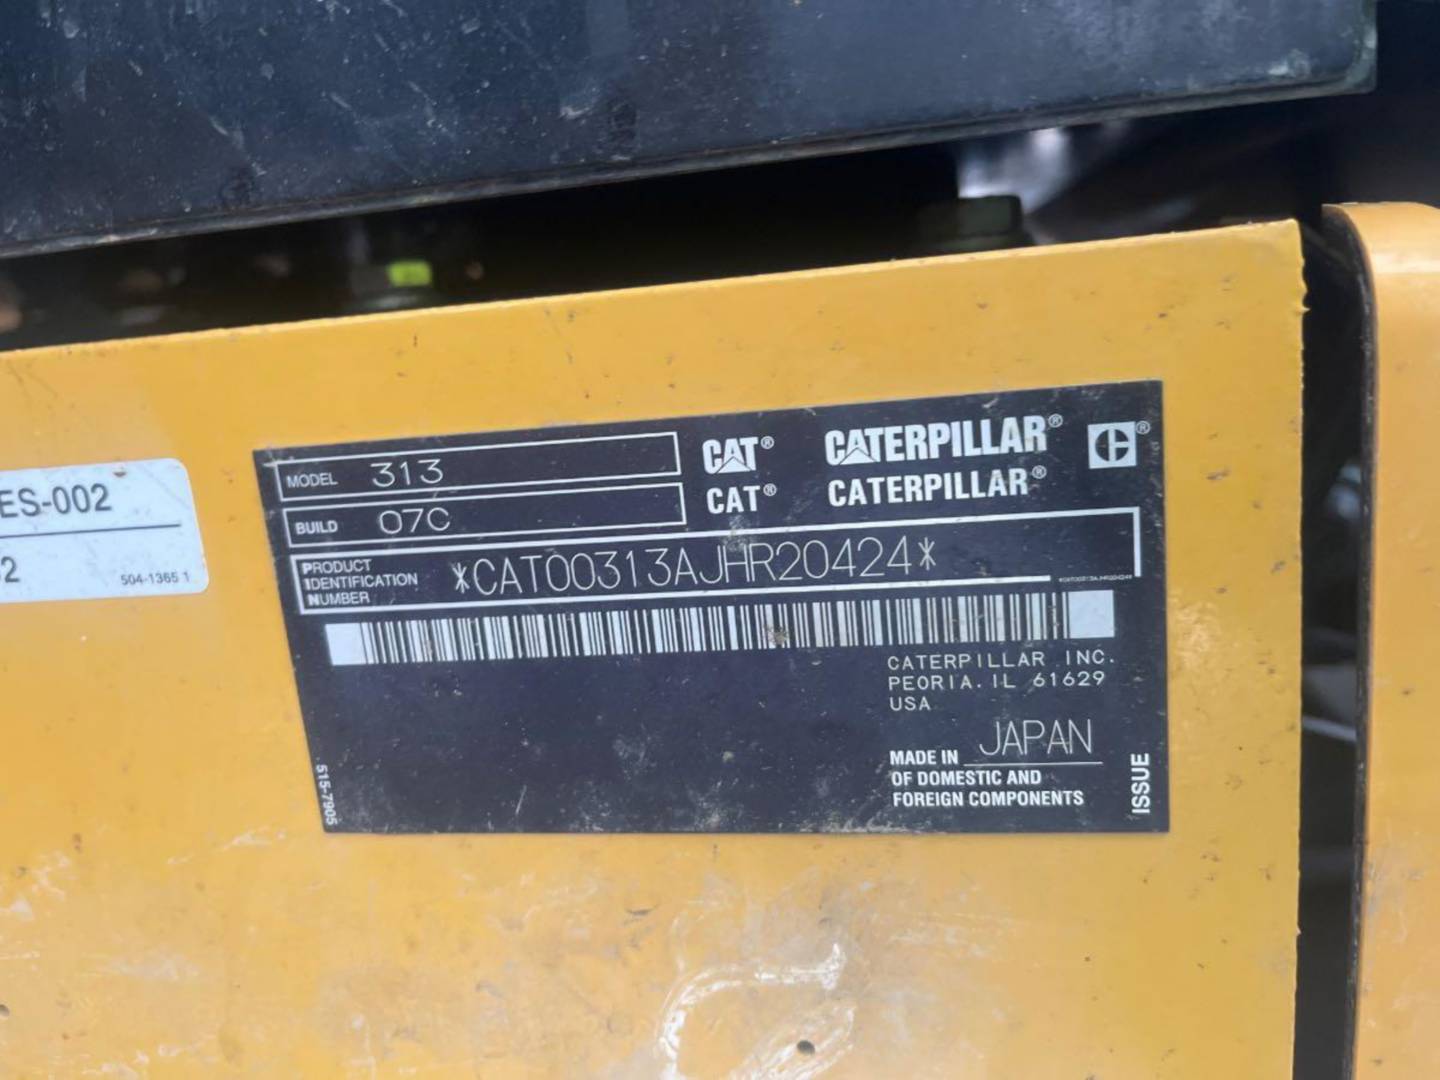 ES-002
2
504-1365 1
MODEL 313
BUILD 07C
PRODUCT
IDENTIFICATION
NUMBER
*CAT00313AJHR20424*
*CAT00313AJHR20424*
CAT® CATERPILLAR® ®
CAT® CATERPILLAR®
CATERPILLAR INC.
PEORIA. IL 61629
USA
MADE IN JAPAN
OF DOMESTIC AND
FOREIGN COMPONENTS
ISSUE
515-7905